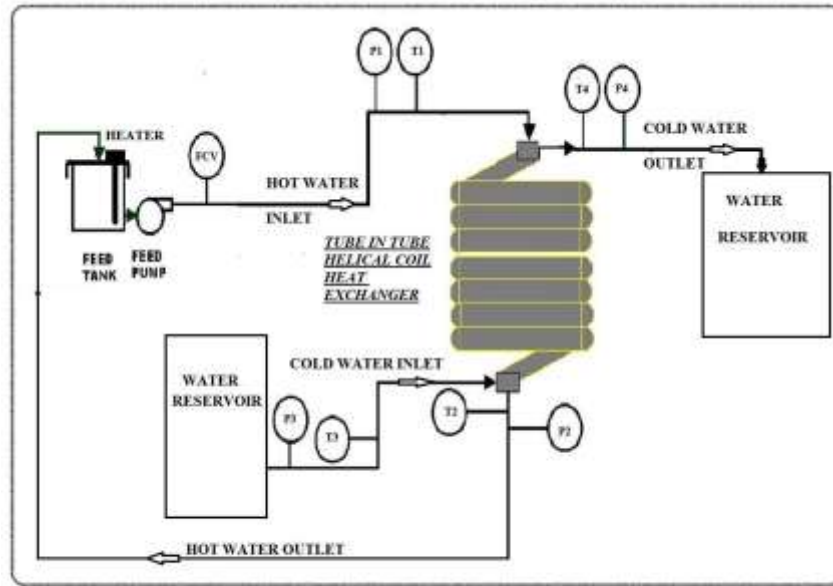 P1
T1
T4
P4
HEATER
COLD WATER
OUTLET
FCV
HOT WATER
INLET
WATER
RESERVOIR
TUBE IN TUBE
HELICAL COIL
HEAT
EXCHANGER
FEED
TANK
FEED
PUMP
COLD WATER INLET
WATER
RESERVOIR
P3
T3
T2
P2
HOT WATER OUTLET